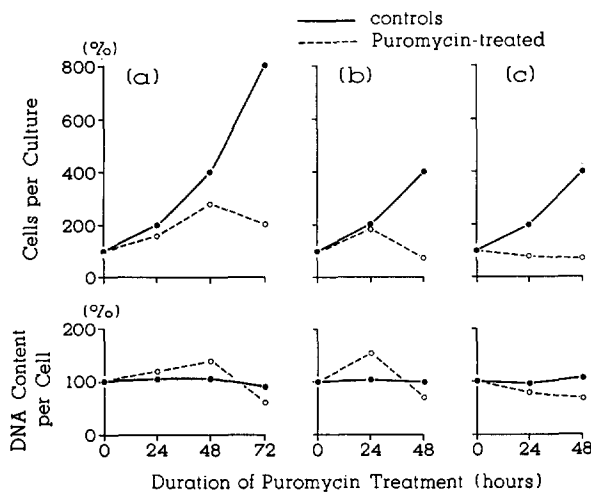 controls
Puromycin-treated
(%)
(a)
(b)
(c)
800
600
400
200
0
Cells per Culture
(%)
200
100
0
DNA Content
per Cell
0 24 48 72
0 24 48
0 24 48
Duration of Puromycin Treatment (hours)